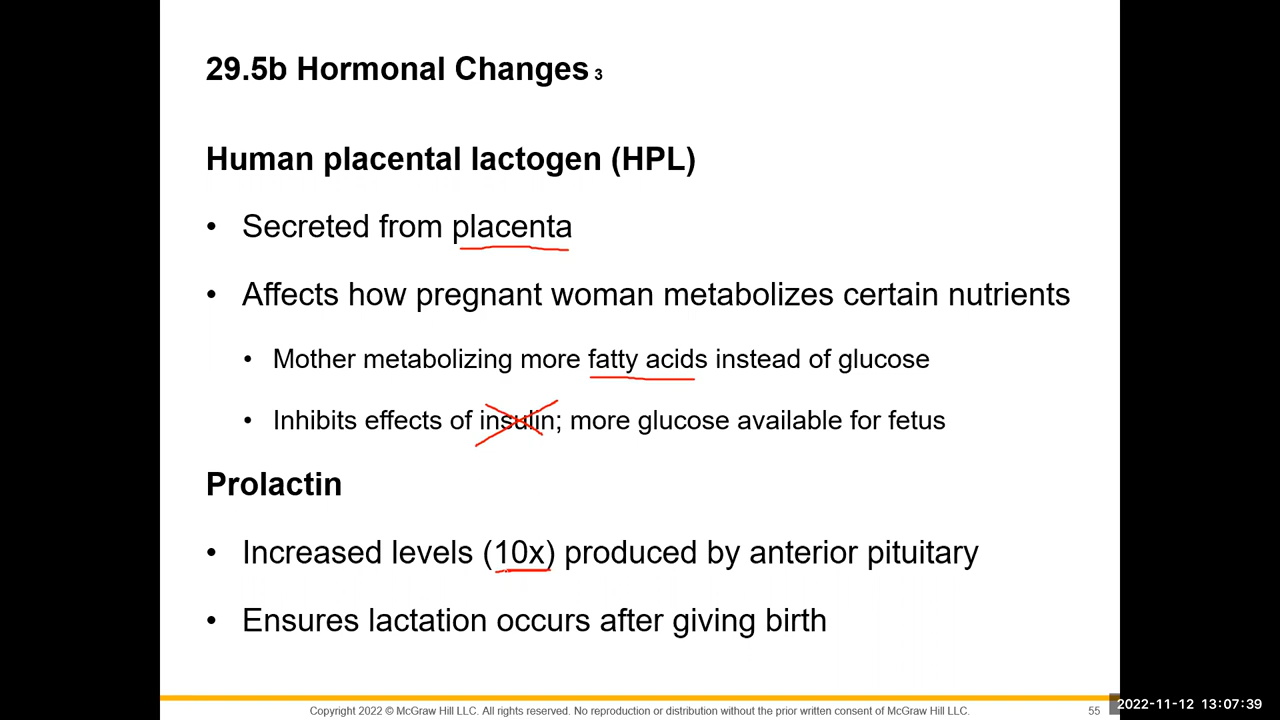 29.5b Hormonal Changes 3
Human placental lactogen (HPL)
• Secreted from placenta
• Affects how pregnant woman metabolizes certain nutrients
• Mother metabolizing more fatty acids instead of glucose
• Inhibits effects of insulin; more glucose available for fetus
Prolactin
• Increased levels (10x) produced by anterior pituitary
• Ensures lactation occurs after giving birth
Copyright 2022 © McGraw Hill LLC. All rights reserved. No reproduction or distribution without the prior written consent of McGraw Hill LLC.
55
2022-11-12 13:07:39